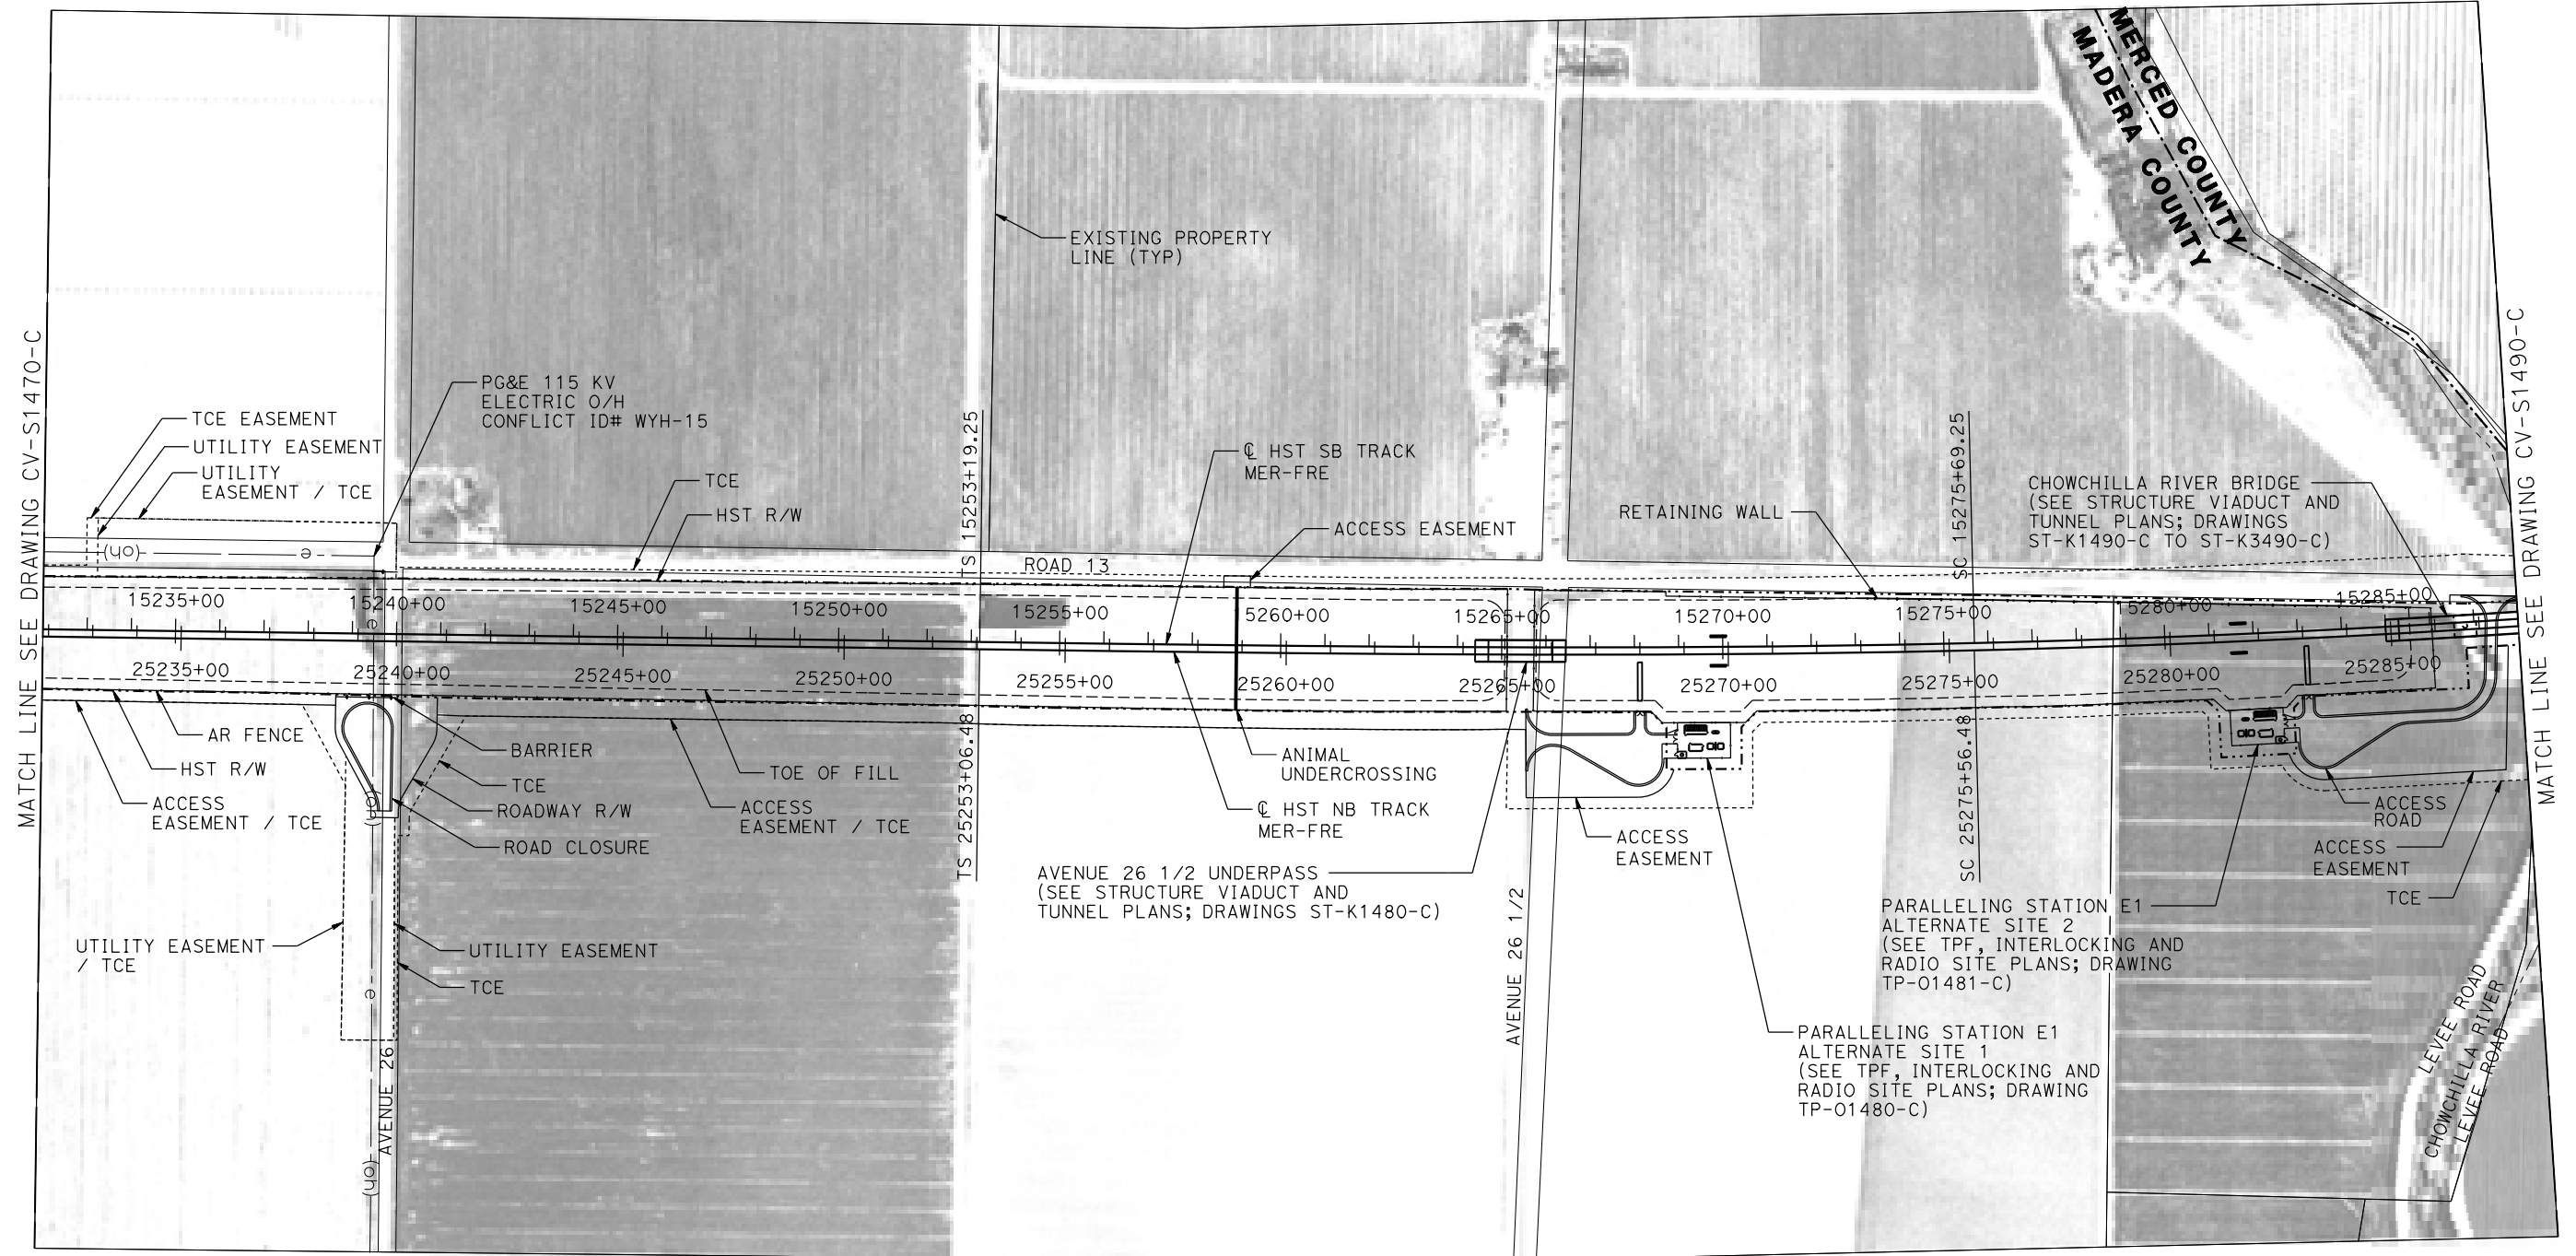 MERCED COUNTY
MADERA COUNTY
EXISTING PROPERTY
LINE (TYP)
MATCH LINE SEE DRAWING CV-S1470-C
MATCH LINE SEE DRAWING CV-S1490-C
PG&E 115 KV
ELECTRIC O/H
CONFLICT ID# WYH-15
TCE EASEMENT
UTILITY EASEMENT
UTILITY
EASEMENT / TCE
TCE
HST R/W
TS 15253+19.25
℄ HST SB TRACK
MER-FRE
ACCESS EASEMENT
RETAINING WALL
SC 15275+69.25
CHOWCHILLA RIVER BRIDGE
(SEE STRUCTURE VIADUCT AND
TUNNEL PLANS; DRAWINGS
ST-K1490-C TO ST-K3490-C)
(oh)
e
ROAD 13
15235+00
15240+00
15245+00
15250+00
15255+00
5260+00
15265+00
15270+00
15275+00
5280+00
15285+00
e
25235+00
25240+00
25245+00
25250+00
25255+00
25260+00
25265+00
25270+00
25275+00
25280+00
25285+00
AR FENCE
HST R/W
ACCESS
EASEMENT / TCE
BARRIER
TCE
ROADWAY R/W
ROAD CLOSURE
(oh)
TOE OF FILL
ACCESS
EASEMENT / TCE
TS 25253+06.48
ANIMAL
UNDERCROSSING
℄ HST NB TRACK
MER-FRE
AVENUE 26 1/2 UNDERPASS
(SEE STRUCTURE VIADUCT AND
TUNNEL PLANS; DRAWINGS ST-K1480-C)
ACCESS
EASEMENT
SC 25275+56.48
ACCESS
ROAD
ACCESS
EASEMENT
TCE
PARALLELING STATION E1
ALTERNATE SITE 2
(SEE TPF, INTERLOCKING AND
RADIO SITE PLANS; DRAWING
TP-01481-C)
UTILITY EASEMENT
/ TCE
UTILITY EASEMENT
TCE
e
AVENUE 26
(oh)
AVENUE 26 1/2
PARALLELING STATION E1
ALTERNATE SITE 1
(SEE TPF, INTERLOCKING AND
RADIO SITE PLANS; DRAWING
TP-01480-C)
LEVEE ROAD
CHOWCHILLA RIVER
LEVEE ROAD